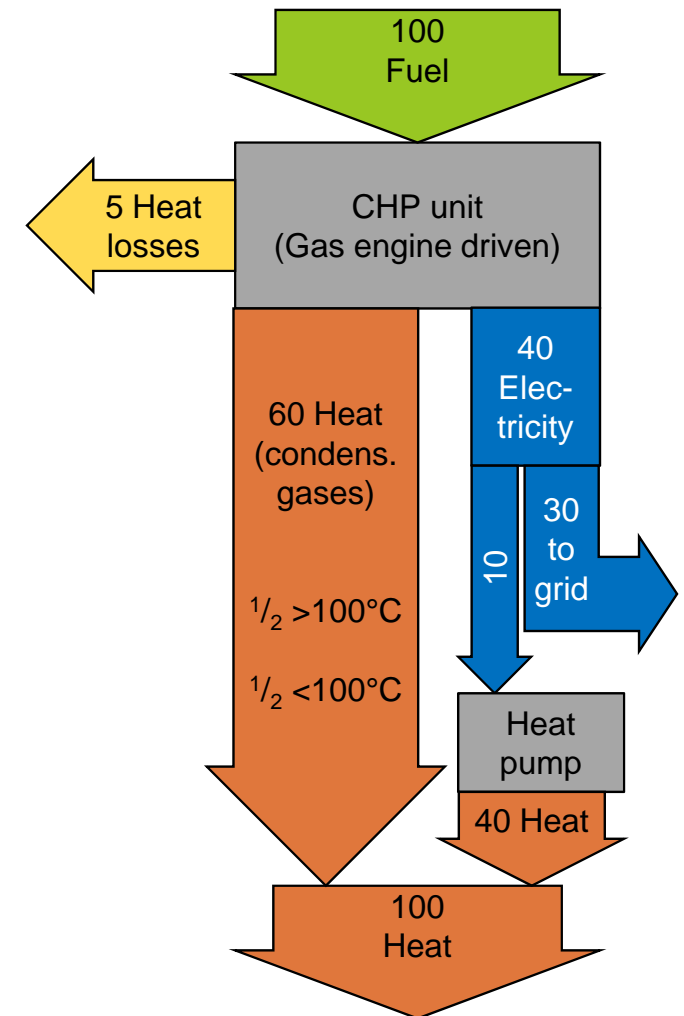 100
Fuel
5 Heat
losses
CHP unit
(Gas engine driven)
60 Heat
(condens.
gases)
¹/₂ >100°C
¹/₂ <100°C
40
Elec-
tricity
10
30
to
grid
Heat
pump
40 Heat
100
Heat